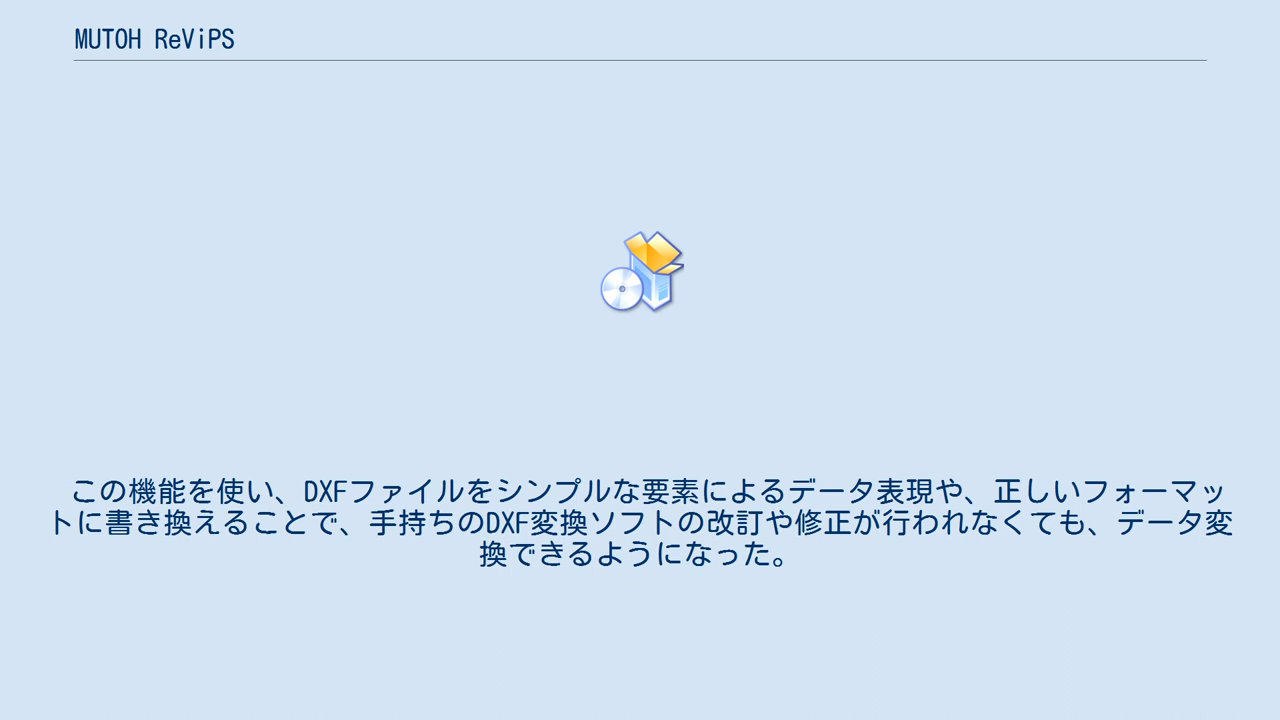 MUTOH ReViPS
この機能を使い、DXFファイルをシンプルな要素によるデータ表現や、正しいフォーマッ
トに書き換えることで、手持ちのDXF変換ソフトの改訂や修正が行われなくても、データ変
換できるようになった。